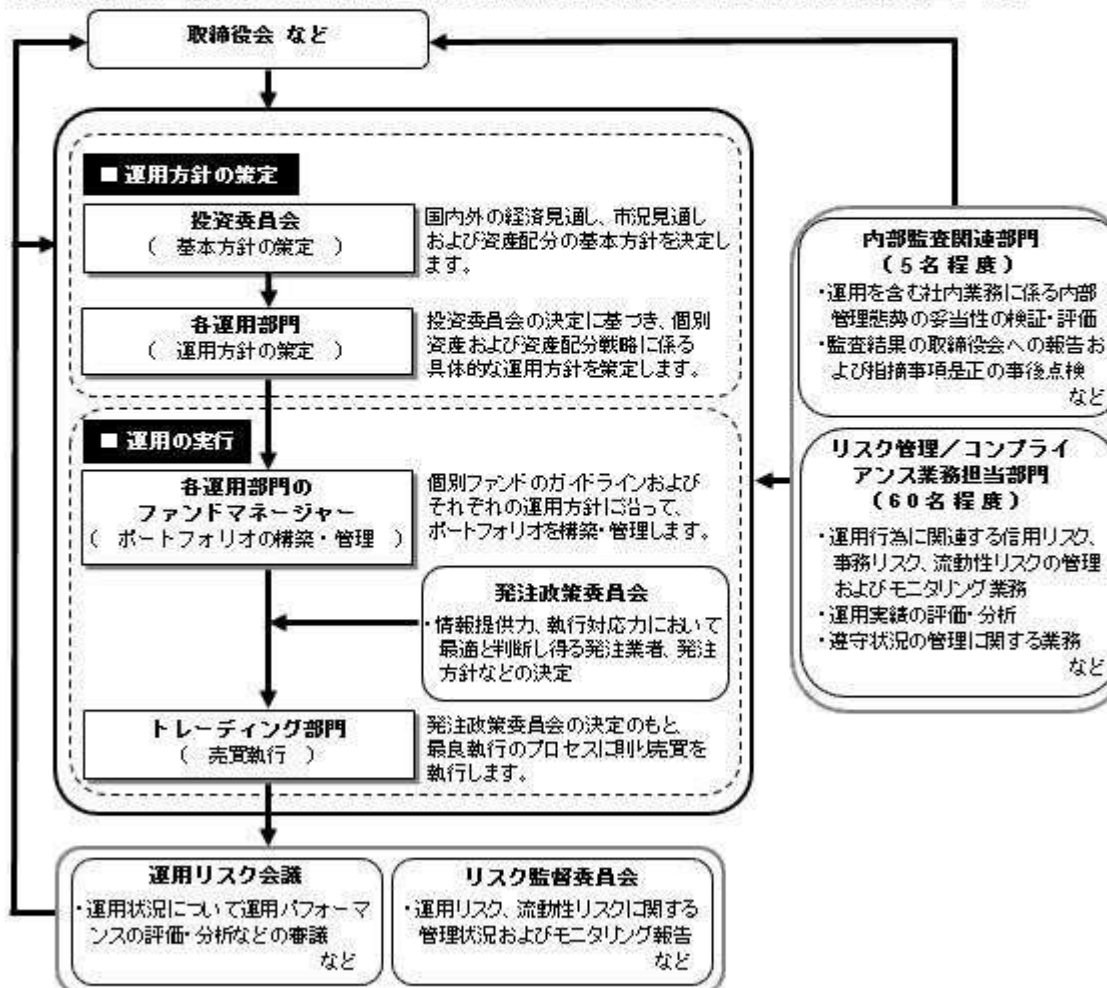 取締役会 など
■ 運用方針の策定
投資委員会
( 基本方針の策定 )
国内外の経済見通し、市況見通し
および資産配分の基本方針を決定し
ます。
各運用部門
( 運用方針の策定 )
投資委員会の決定に基づき、個別
資産および資産配分戦略に係る
具体的な運用方針を策定します。
■ 運用の実行
各運用部門の
ファンドマネージャー
( ポートフォリオの構築・管理 )
個別ファンドのガイドラインおよび
それぞれの運用方針に沿って、
ポートフォリオを構築・管理します。
発注政策委員会
・情報提供力、執行対応力において
最適と判断し得る発注業者、発注
方針などの決定
トレーディング部門
( 売買執行 )
発注政策委員会の決定のもと、
最良執行のプロセスに則り売買を
執行します。
内部監査関連部門
(5名程度)
・運用を含む社内業務に係る内部
管理態勢の妥当性の検証・評価
・監査結果の取締役会への報告お
よび指摘事項是正の事後点検
など
リスク管理/コンプライ
アンス業務担当部門
(60名程度)
・運用行為に関連する信用リスク、
事務リスク、流動性リスクの管理
およびモニタリング業務
・運用実績の評価・分析
・遵守状況の管理に関する業務
など
運用リスク会議
・運用状況について運用パフォーマ
ンスの評価・分析などの審議
など
リスク監督委員会
・運用リスク、流動性リスクに関する
管理状況およびモニタリング報告
など